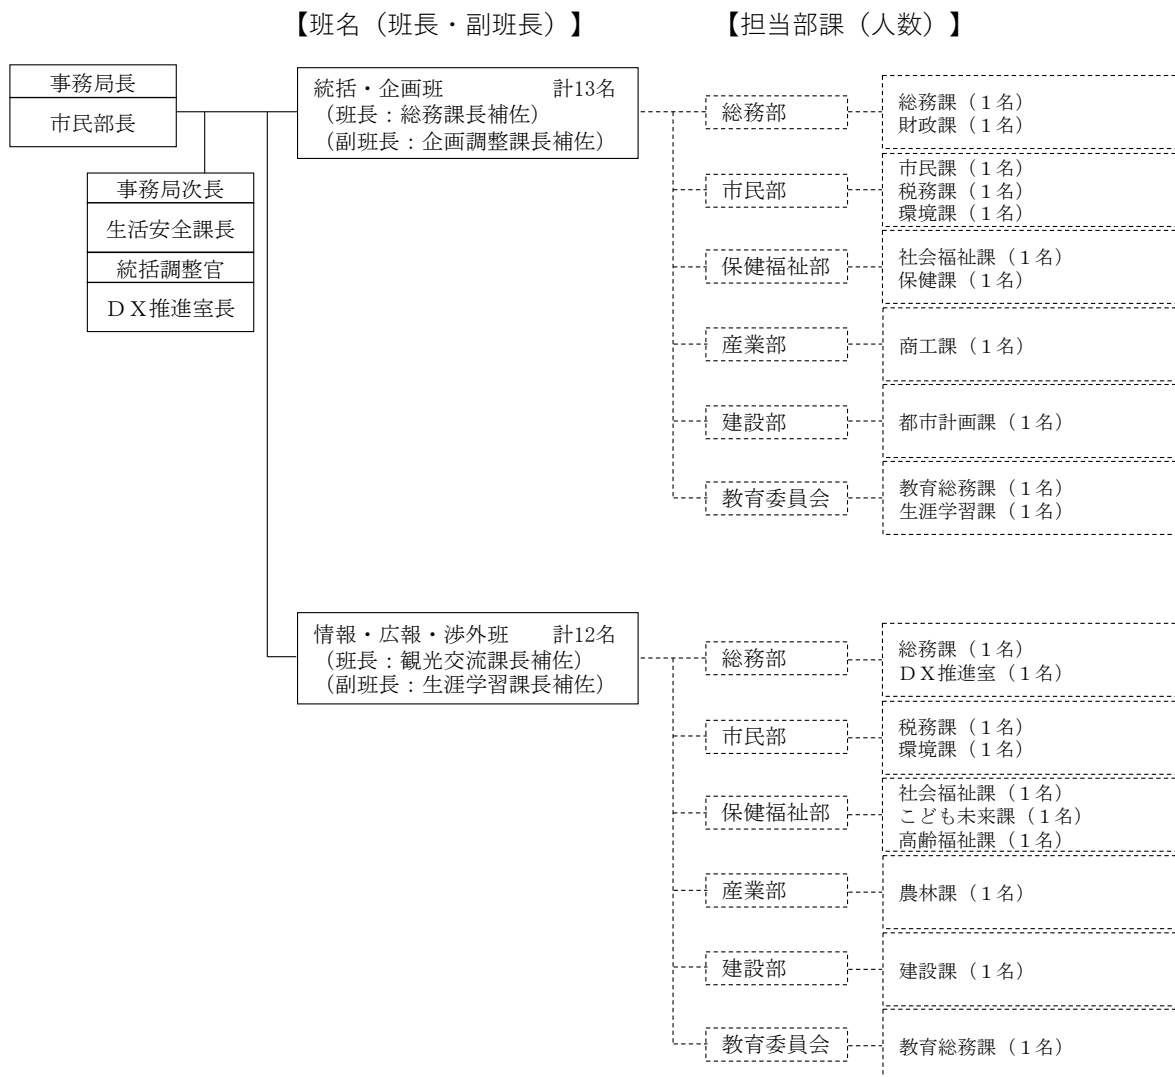 【班名（班長・副班長）】
【担当部課（人数）】
事務局長
市民部長
事務局次長
生活安全課長
統括調整官
ＤＸ推進室長
統括・企画班　　計13名
（班長：総務課長補佐）
（副班長：企画調整課長補佐）
総務部
総務課（１名）
財政課（１名）
市民部
市民課（１名）
税務課（１名）
環境課（１名）
保健福祉部
社会福祉課（１名）
保健課（１名）
産業部
商工課（１名）
建設部
都市計画課（１名）
教育委員会
教育総務課（１名）
生涯学習課（１名）
情報・広報・渉外班　　計12名
（班長：観光交流課長補佐）
（副班長：生涯学習課長補佐）
総務部
総務課（１名）
ＤＸ推進室（１名）
市民部
税務課（１名）
環境課（１名）
保健福祉部
社会福祉課（１名）
こども未来課（１名）
高齢福祉課（１名）
産業部
農林課（１名）
建設部
建設課（１名）
教育委員会
教育総務課（１名）